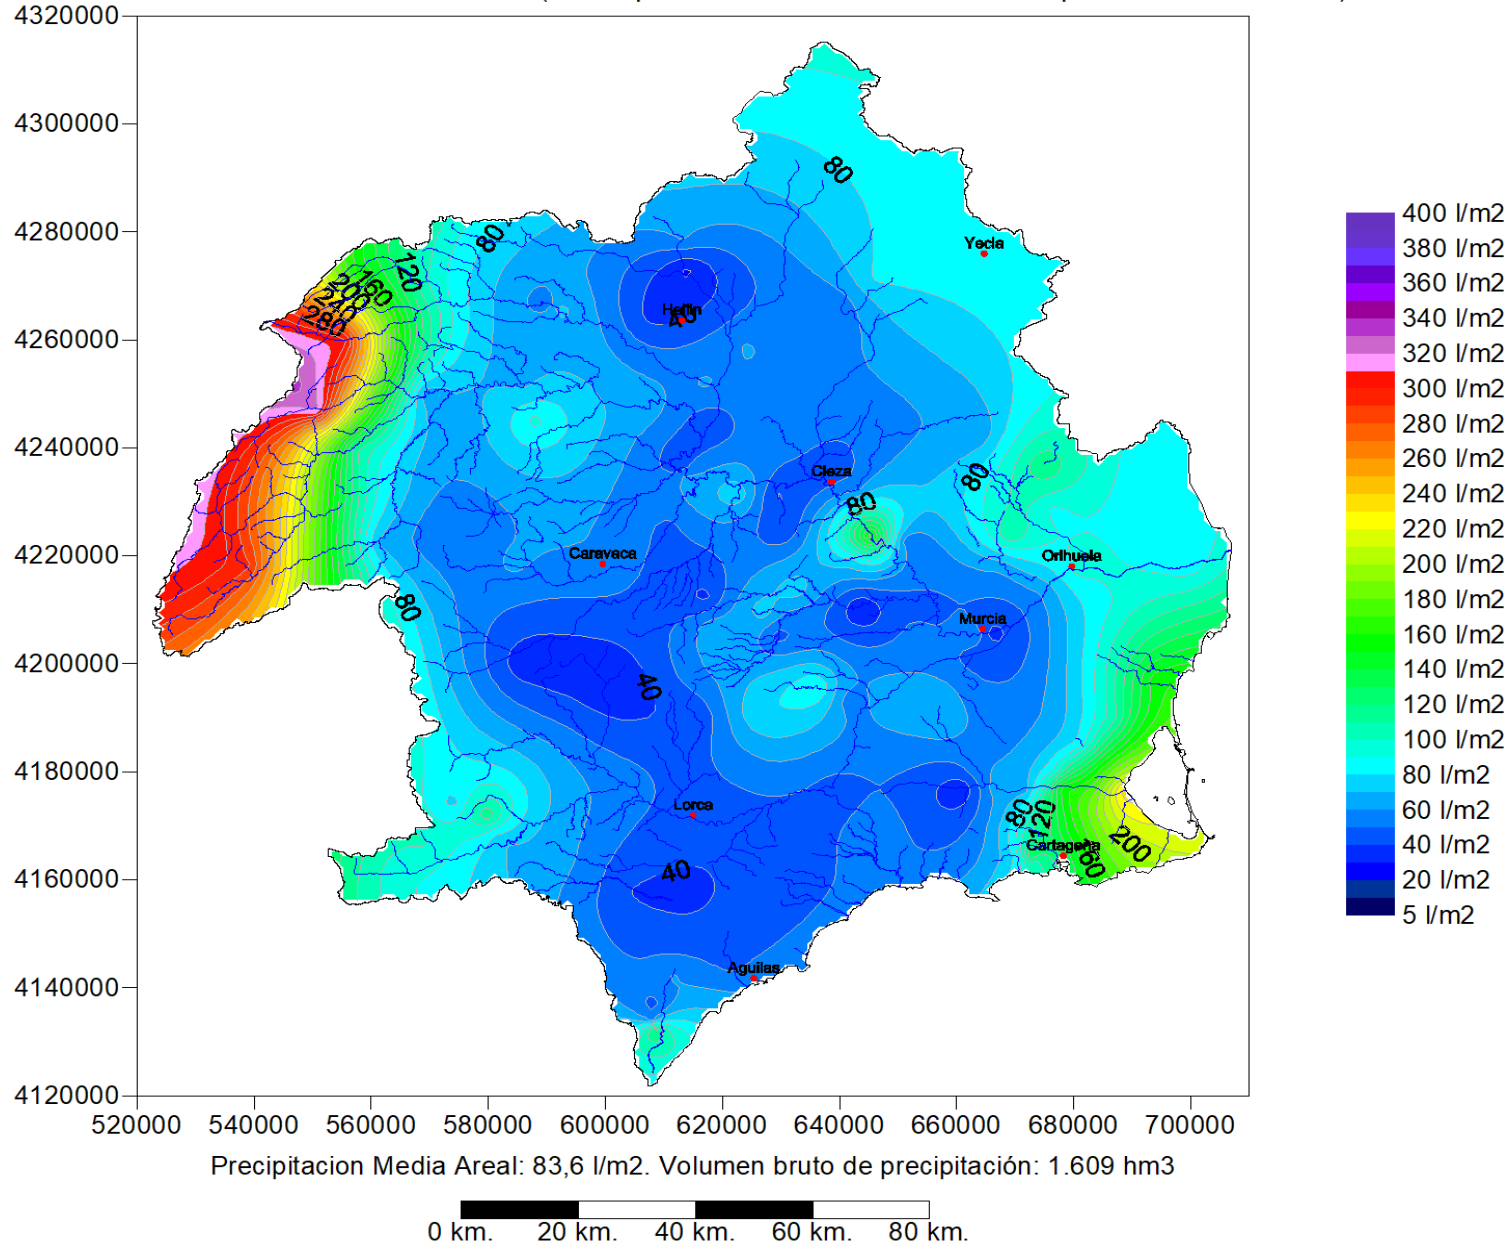 4320000
4300000
4280000
4260000
4240000
4220000
4200000
4180000
4160000
4140000
4120000
520000 540000 560000 580000 600000 620000 640000 660000 680000 700000
80
Yecla
80
120
160
200
240
280
Hellin
40
Cieza
80
80
Caravaca
Orihuela
80
Murcia
40
Lorca
80
120
Cartagena
160
200
40
Aguilas
400 l/m2
380 l/m2
360 l/m2
340 l/m2
320 l/m2
300 l/m2
280 l/m2
260 l/m2
240 l/m2
220 l/m2
200 l/m2
180 l/m2
160 l/m2
140 l/m2
120 l/m2
100 l/m2
80 l/m2
60 l/m2
40 l/m2
20 l/m2
5 l/m2
Precipitacion Media Areal: 83,6 l/m2. Volumen bruto de precipitación: 1.609 hm3
0 km. 20 km. 40 km. 60 km. 80 km.